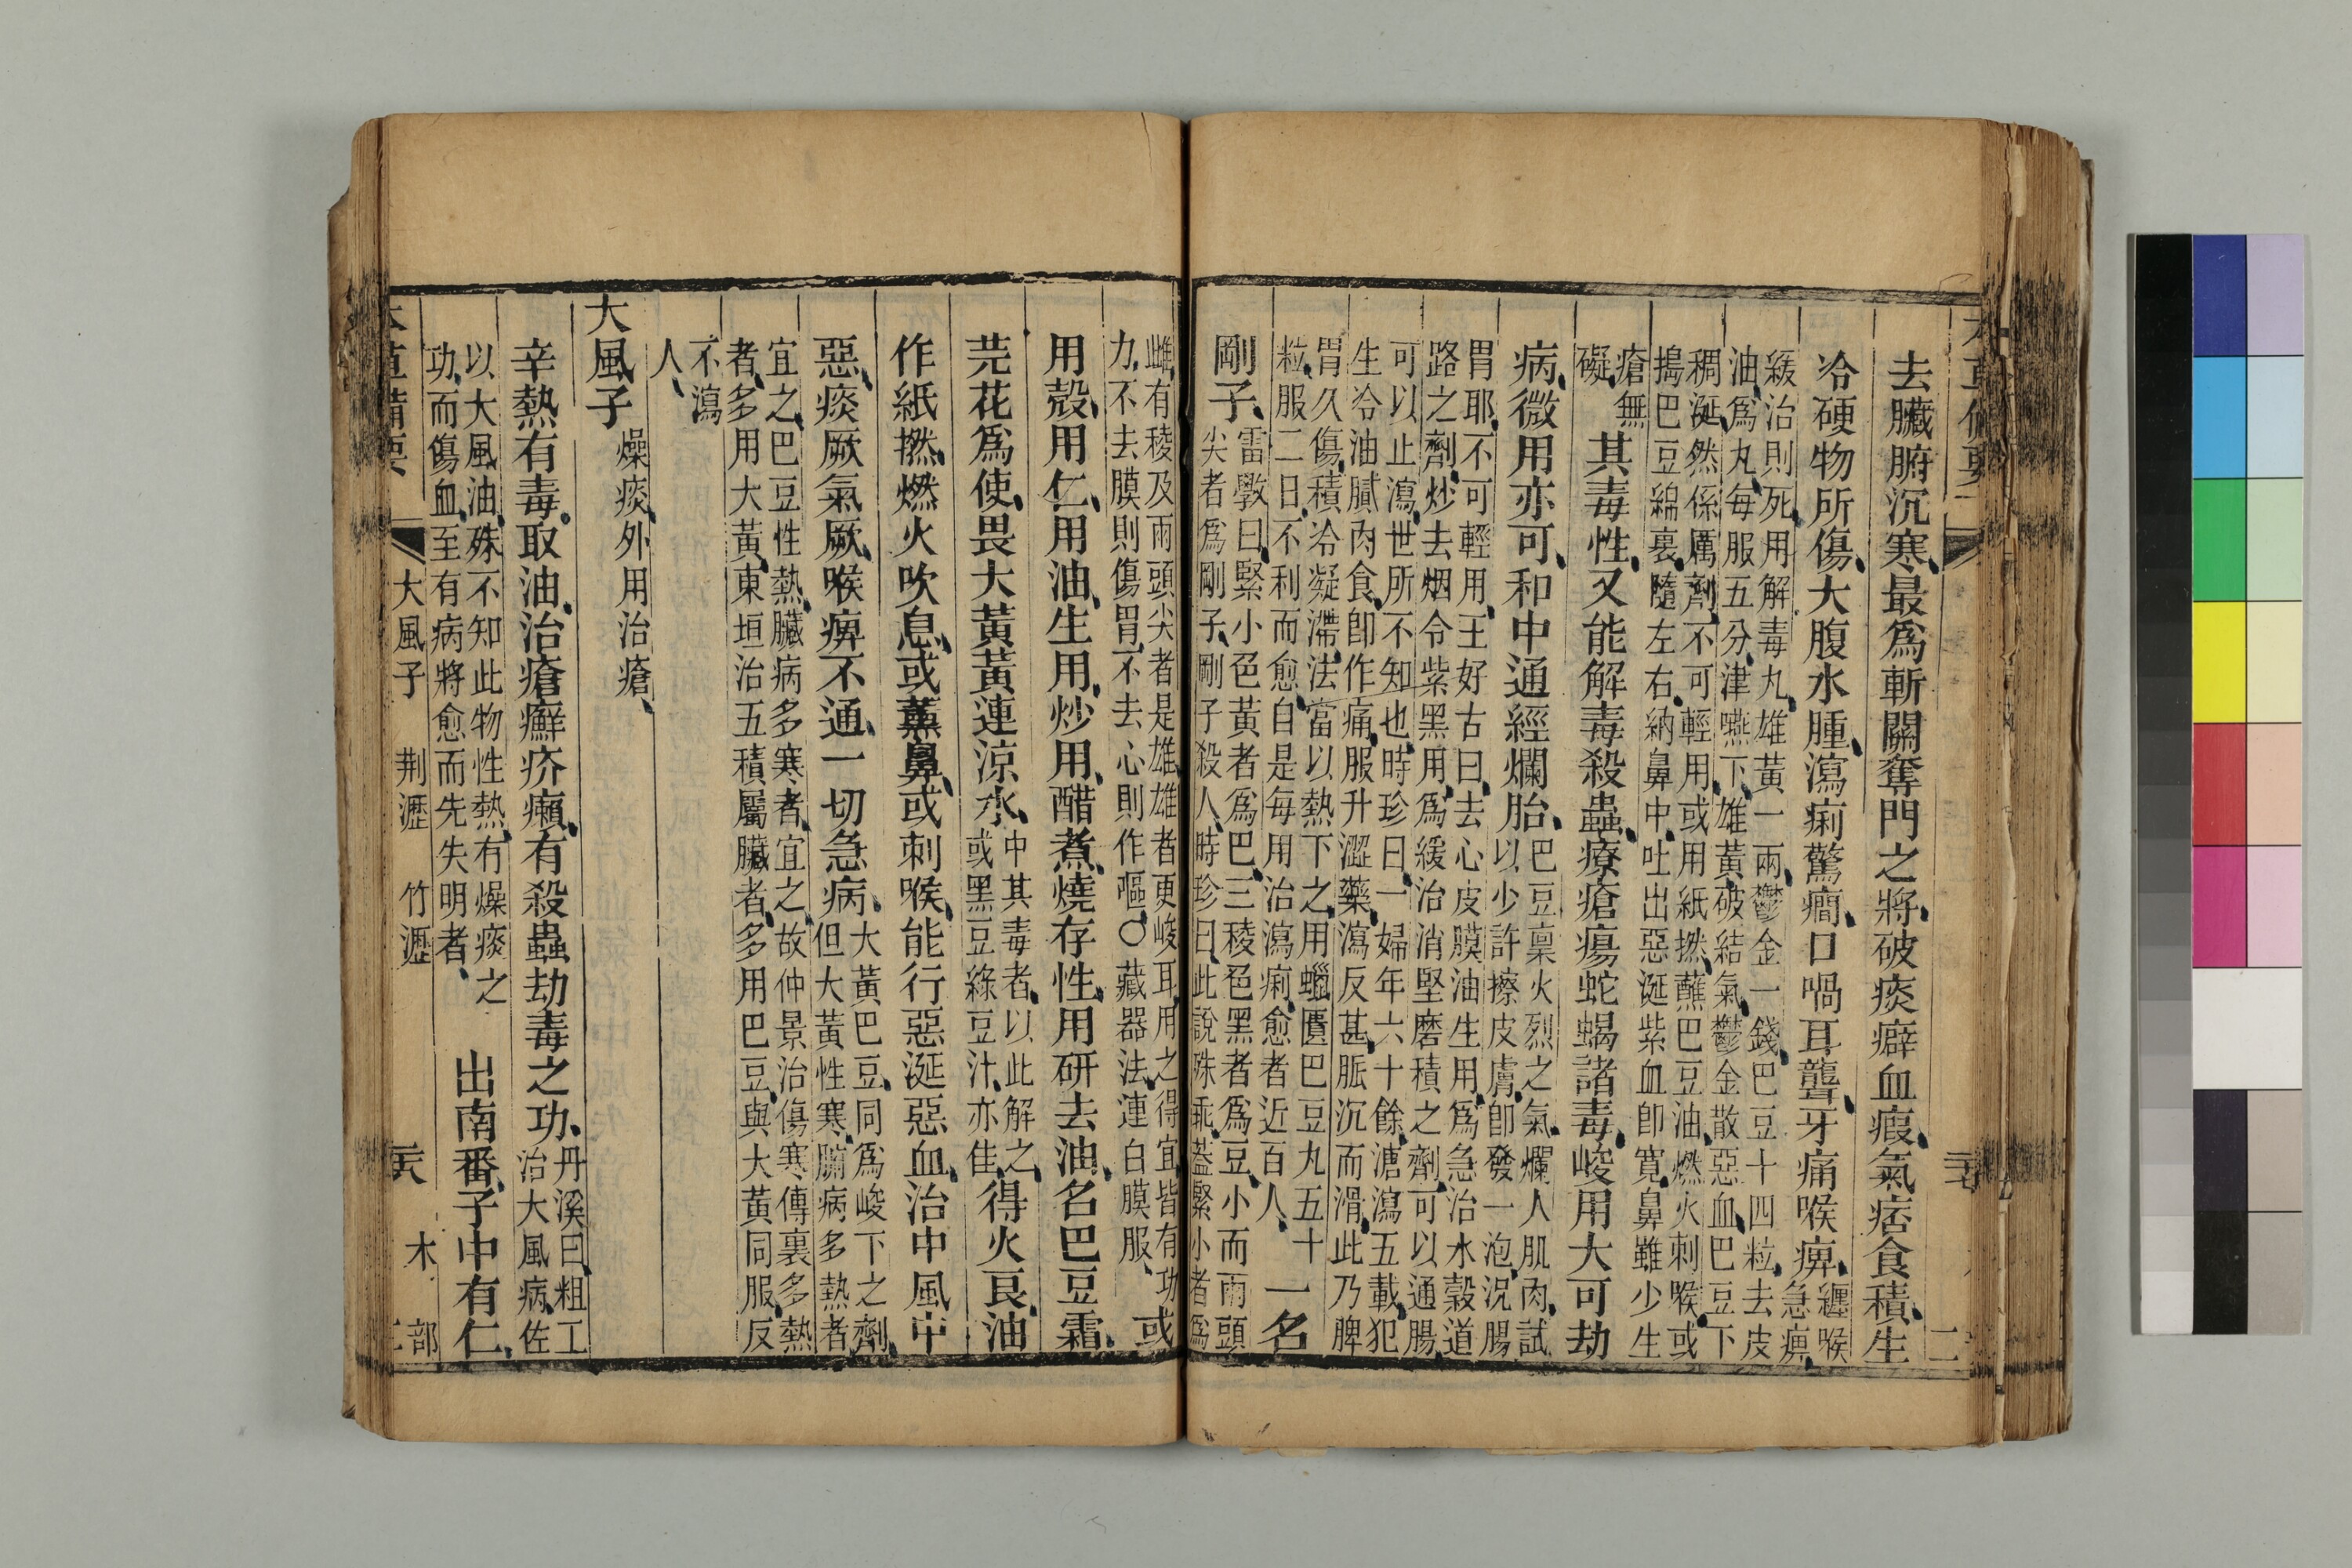 去臟腑沉寒、最爲斬關奪門之將、破痰癖血瘕、氣痞食積、生
冷硬物所傷、大腹水腫、瀉痢驚癎、口喎耳聾、牙痛喉痺、纏喉急痹
緩治則死、用解毒丸、雄黃一兩、鬱金一錢、巴豆十四粒、去皮
油、爲丸、每服五分、津嚥下、雄黃破結氣、鬱金散惡血、巴豆下
稠涎、然係厲劑、不可輕用、或用紙撚蘸巴豆油、燃火刺喉、或
搗巴豆綿裹、隨左右、納鼻中、吐出惡涎紫血卽寛、鼻雖少生
瘡無礙、其毒性、又能解毒殺蟲、療瘡瘍蛇蝎諸毒、峻用大可劫
病、微用亦可、和中通經爛胎、巴豆禀火烈之氣、爛人肌肉、試以少許擦皮膚、卽發一泡、況腸
胃耶、不可輕用、王好古曰、去心皮膜油生用、爲急治水穀道
路之劑、炒去烟令紫黑用、爲緩治消堅磨積之劑、可以通腸、
可以止瀉、世所不知也、時珍曰、一婦年六十餘、溏瀉五載、犯
生冷油膩肉食、卽作痛、服升澀藥、瀉反甚、脈沉而滑、此乃脾
胃久傷、積冷凝滯、法當以熱下之、用蠟匱巴豆丸五十
粒、服二日、不利而愈、自是每用治瀉痢、愈者近百人、一名
剛子、雷斅曰、緊小色黃者爲巴、三稜色黑者爲豆、小而兩頭尖者爲剛子、剛子殺人、時珍曰、此說殊乖、蓋緊小者爲
雌、有稜及兩頭尖者是雄、雄者更峻耳、用之得宜、皆有功
力、不去膜則傷胃、不去心則作嘔○藏器法、連白膜服、或
用殼、用仁、用油、生用、炒用、醋煮、燒存性、用研去油、名巴豆霜、
芫花爲使、畏大黃黃連涼水、中其毒者、以此解之、或黑豆綠豆汁、亦佳、得火良、油
作紙撚、燃火吹息、或薰鼻、或刺喉、能行惡涎惡血、治中風中
惡、痰厥氣厥、喉痹不通、一切急病、大黃巴豆、同爲峻下之劑、但大黃性寒、腑病多熱者
宜之、巴豆性熱、臟病多寒者、宜之、故仲景治傷寒傳裏多熱
者、多用大黃、東垣治五積屬臟者、多用巴豆、與大黃同服、反
不瀉人、
大風子 燥痰、外用治瘡、
辛熱有毒、取油、治瘡癬疥癩、有殺蟲劫毒之功、丹溪曰、粗工治大風病、佐
以大風油、殊不知此物性熱、有燥痰之功、而傷血、至有病將愈而先失明者、出南番、子中有仁、
大風子 荆瀝 竹瀝
木部